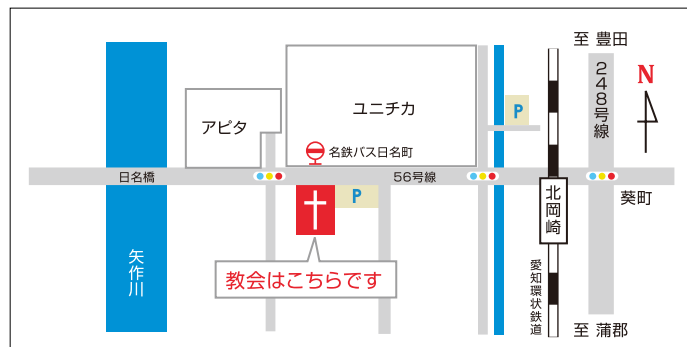 至 豊田
248号線
N
P
ユニチカ
アピタ
名鉄バス日名町
日名橋
56号線
葵町
北岡崎
P
矢作川
教会はこちらです
愛知環状鉄道
至 蒲郡